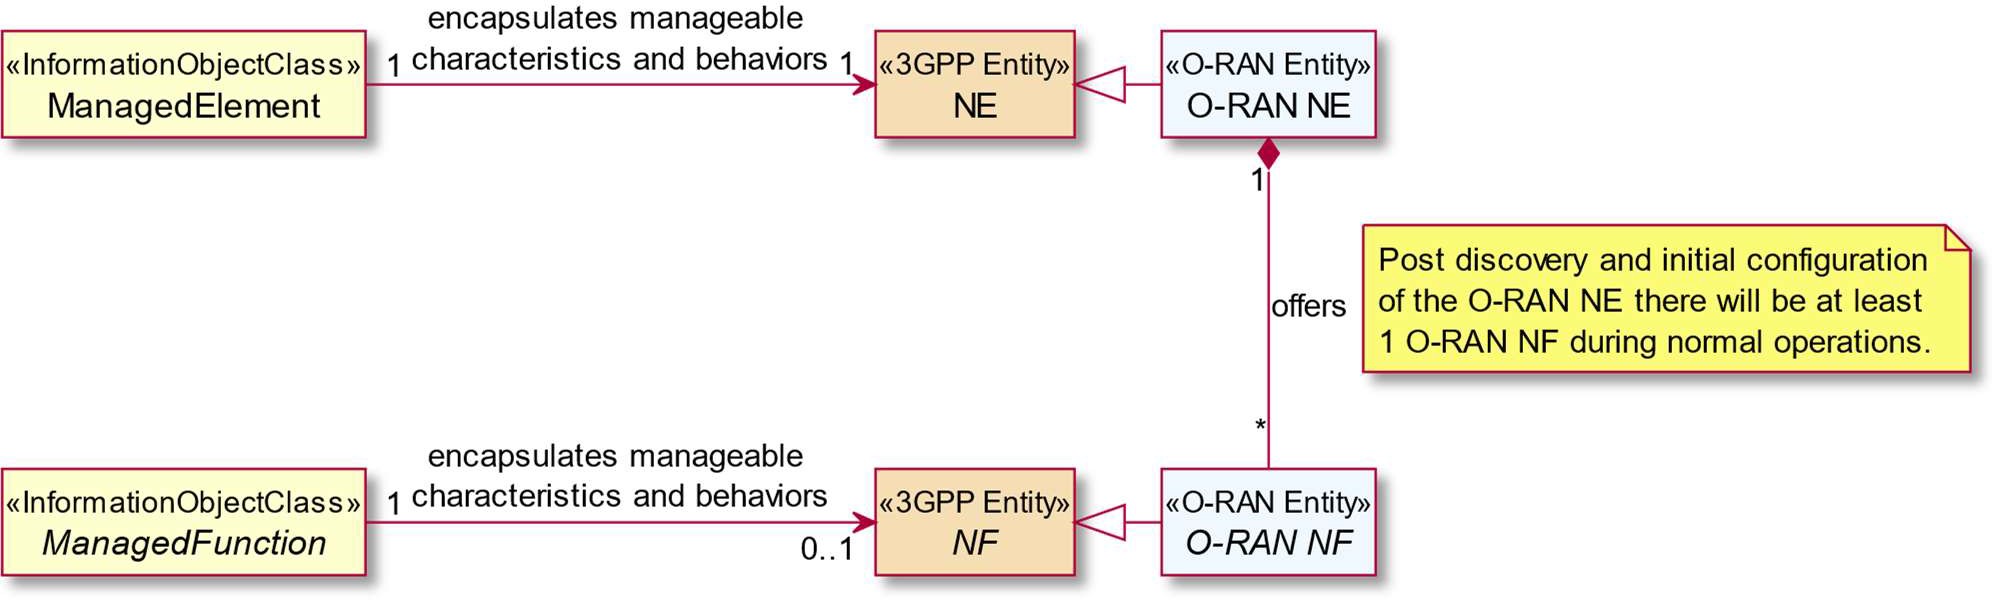 encapsulates manageable
characteristics and behaviors
«InformationObjectClass»
ManagedElement
1
1
«3GPP Entity»
NE
«O-RAN Entity»
O-RAN NE
1
offers
*
Post discovery and initial configuration
of the O-RAN NE there will be at least
1 O-RAN NF during normal operations.
encapsulates manageable
characteristics and behaviors
«InformationObjectClass»
ManagedFunction
1
0..1
«3GPP Entity»
NF
«O-RAN Entity»
O-RAN NF